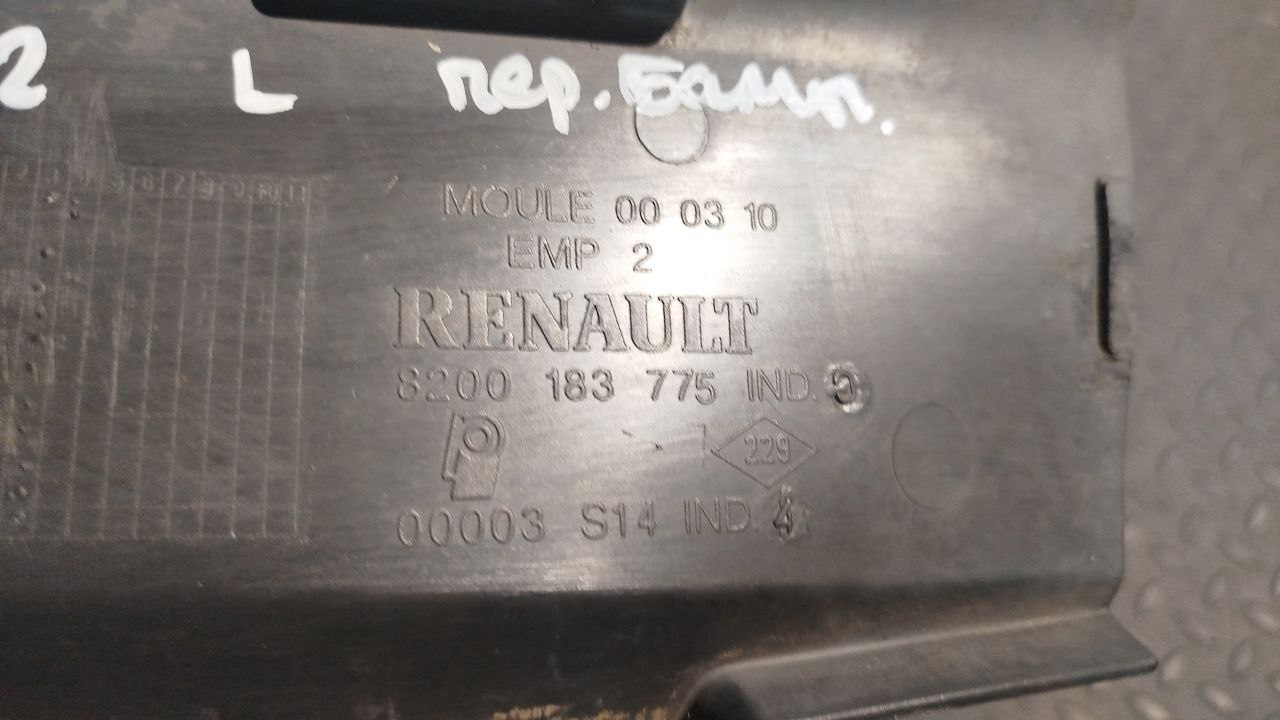 2 L пер. Бамп.
MOULE 00 03 10
EMP 2
RENAULT
8200 183 775 IND.
229
00003 S14 IND. 4